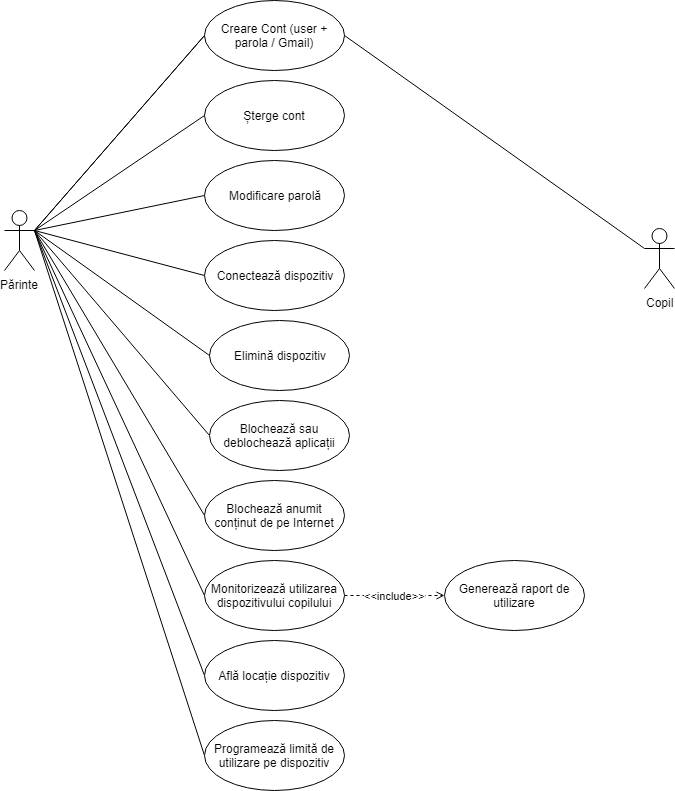 Creare Cont (user +
parola / Gmail)
Șterge cont
Modificare parolă
Părinte
Conectează dispozitiv
Copil
Elimină dispozitiv
Blochează sau
deblochează aplicații
Blochează anumit
conținut de pe Internet
Monitorizează utilizarea
dispozitivului copilului
<<include>>
Generează raport de
utilizare
Află locație dispozitiv
Programează limită de
utilizare pe dispozitiv